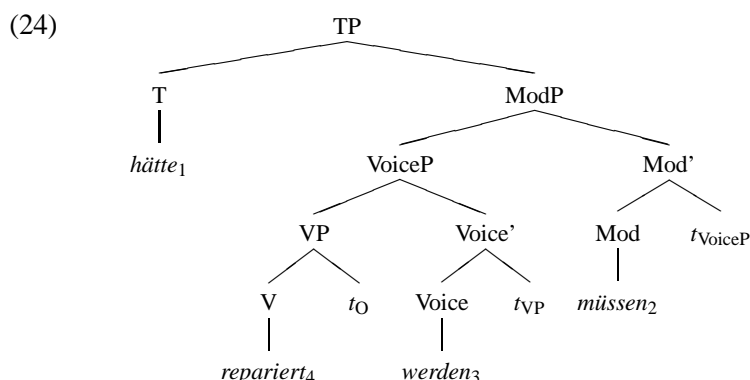 (24) TP
T ModP
hätte1 VoiceP Mod'
VP Voice' Mod tVoiceP
V tO Voice tVP müssen2
repariert4 werden3